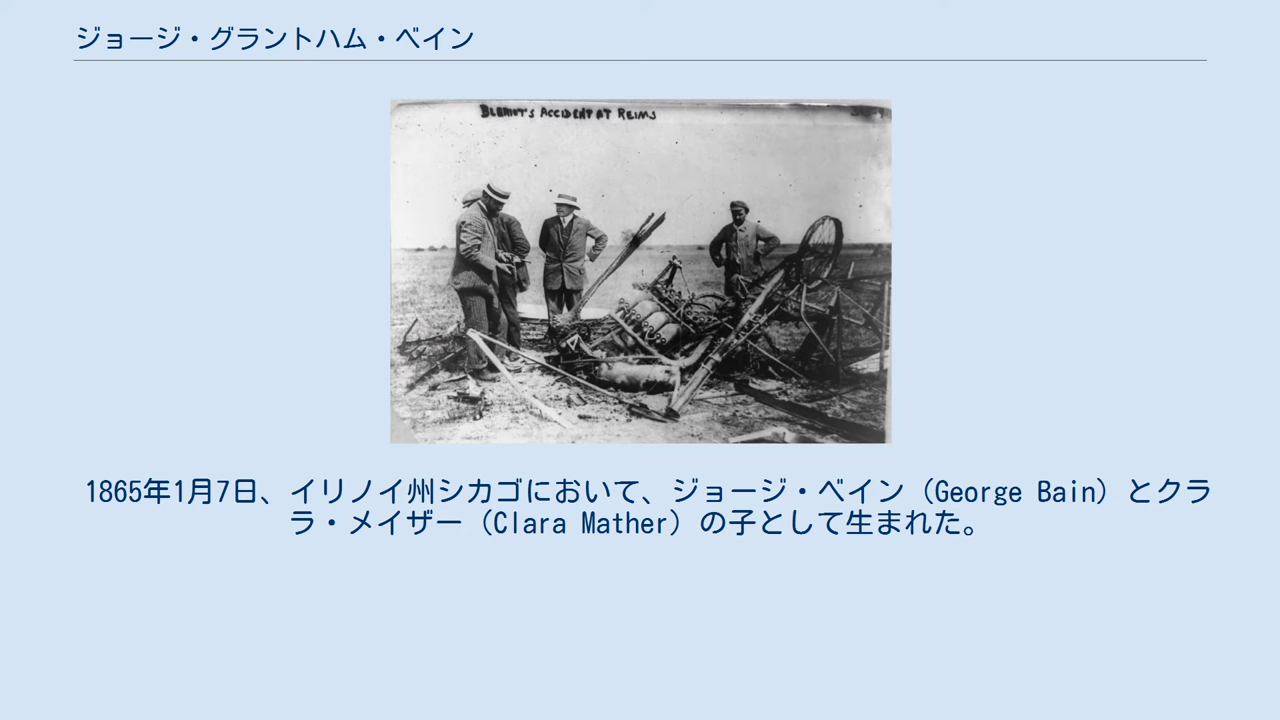 ジョージ・グラントハム・ベイン
BLERIOT'S ACCIDENT AT REIMS
1865年1月7日、イリノイ州シカゴにおいて、ジョージ・ベイン（George Bain）とクラ
ラ・メイザー（Clara Mather）の子として生まれた。